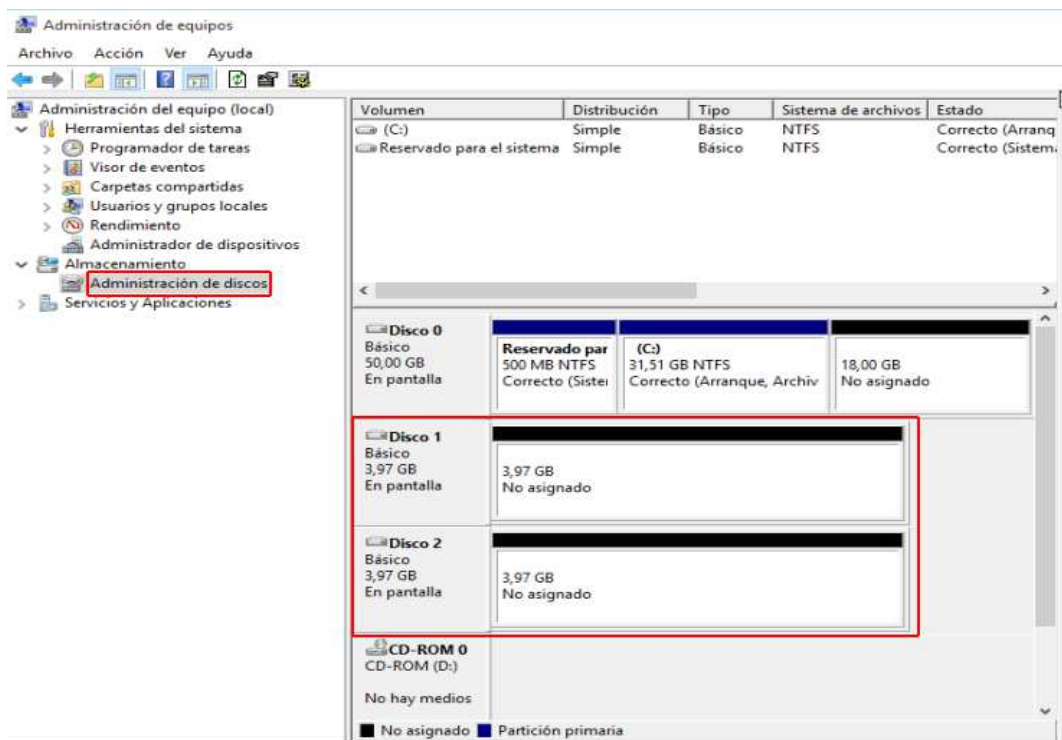 Administración de equipos
Archivo Acción Ver Ayuda
Administración del equipo (local)
Herramientas del sistema
Programador de tareas
Visor de eventos
Carpetas compartidas
Usuarios y grupos locales
Rendimiento
Administrador de dispositivos
Almacenamiento
Administración de discos
Servicios y Aplicaciones
Volumen Distribución Tipo Sistema de archivos Estado
(C:) Simple Básico NTFS Correcto (Arranq
Reservado para el sistema Simple Básico NTFS Correcto (Sistem
Disco 0
Básico
50,00 GB
En pantalla
Reservado par
500 MB NTFS
Correcto (Sister
(C:)
31,51 GB NTFS
Correcto (Arranque, Archiv
18,00 GB
No asignado
Disco 1
Básico
3,97 GB
En pantalla
3,97 GB
No asignado
Disco 2
Básico
3,97 GB
En pantalla
3,97 GB
No asignado
CD-ROM 0
CD-ROM (D:)
No hay medios
No asignado Partición primaria